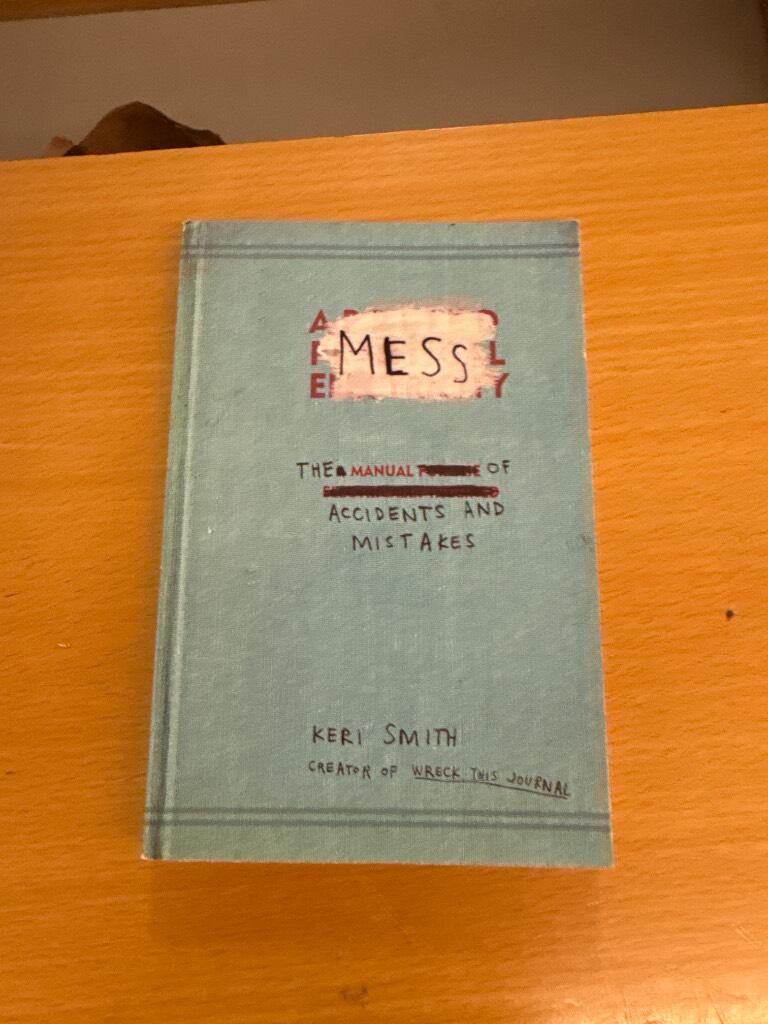 MESS
THE MANUAL OF
ACCIDENTS AND
MISTAKES
KERI SMITH
CREATOR OF WRECK THIS JOURNAL